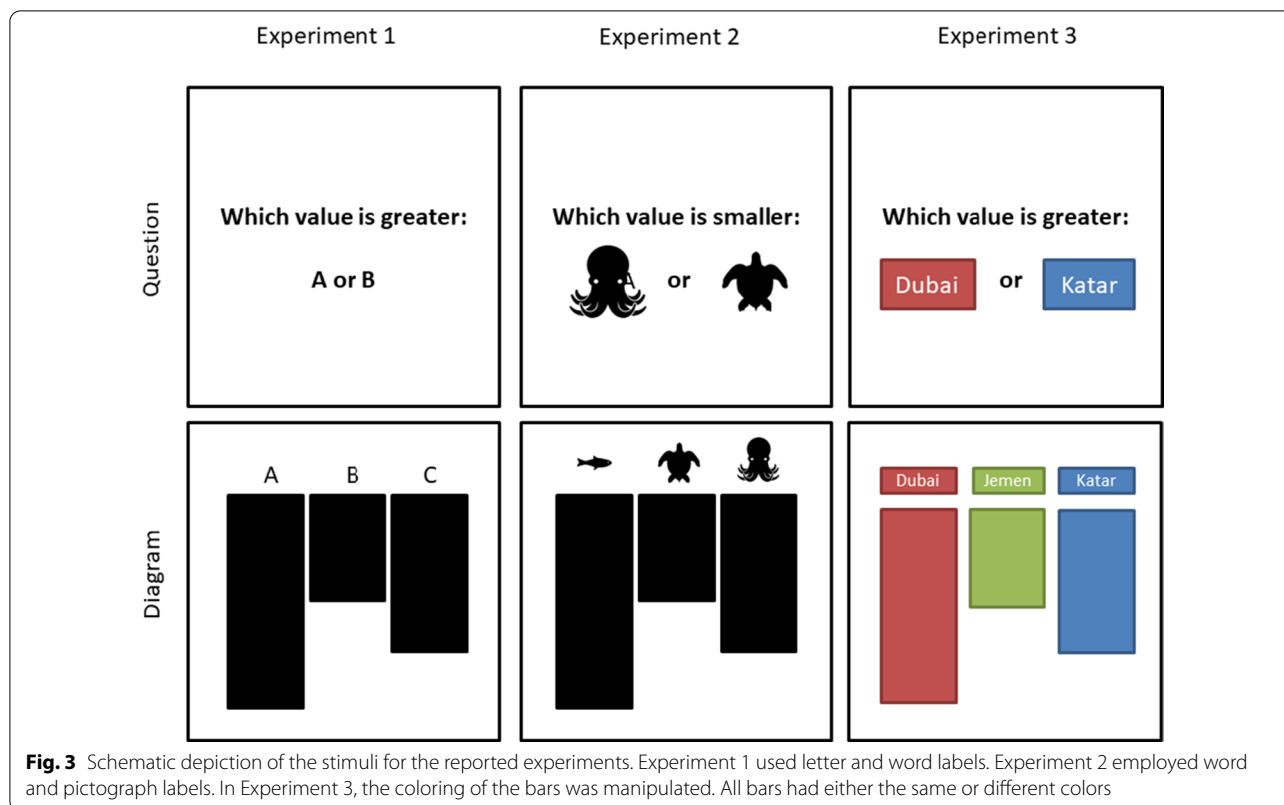 Experiment 1
Experiment 2
Experiment 3
Question
Which value is greater:
A or B
Which value is smaller:
A or
Which value is greater:
Dubai or Katar
Diagram
A B C
Dubai Jemen Katar
Fig. 3 Schematic depiction of the stimuli for the reported experiments. Experiment 1 used letter and word labels. Experiment 2 employed word
and pictograph labels. In Experiment 3, the coloring of the bars was manipulated. All bars had either the same or different colors